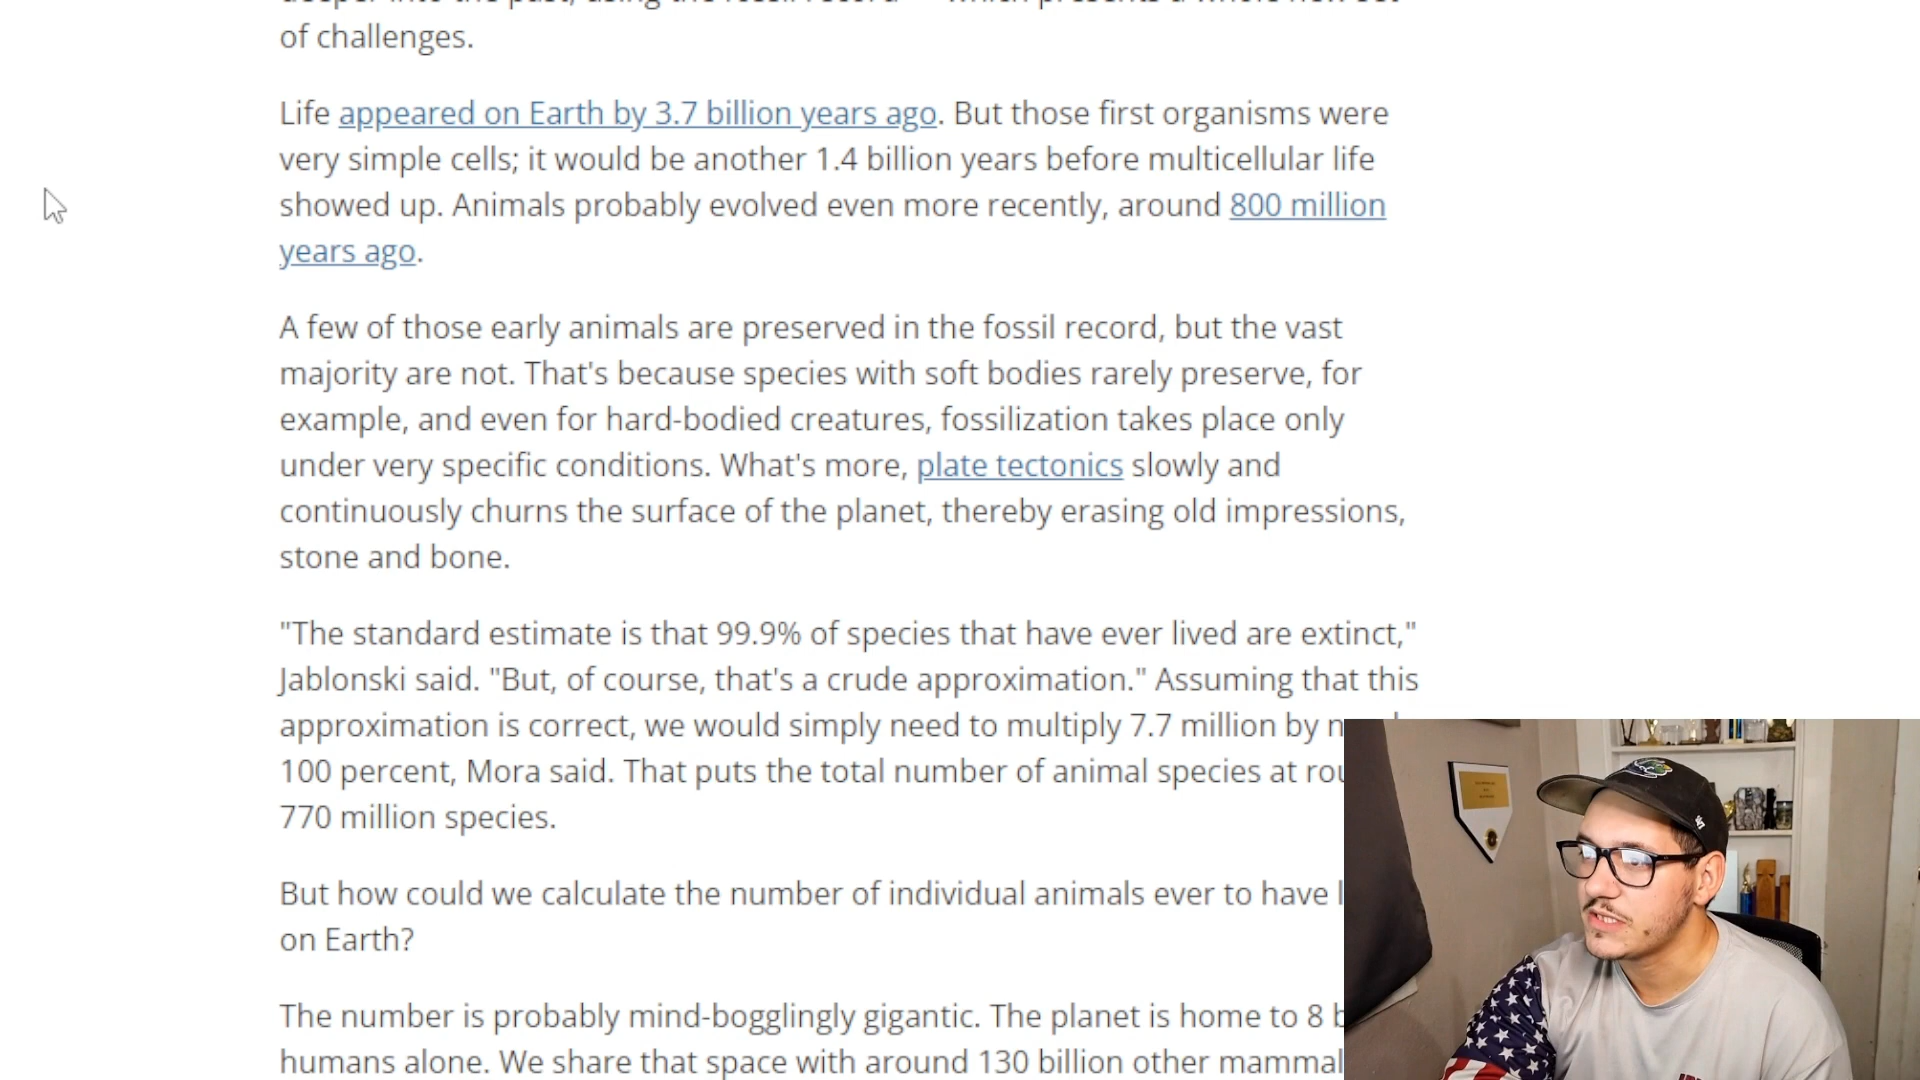 of challenges.
Life appeared on Earth by 3.7 billion years ago. But those first organisms were
very simple cells; it would be another 1.4 billion years before multicellular life
showed up. Animals probably evolved even more recently, around 800 million
years ago.
A few of those early animals are preserved in the fossil record, but the vast
majority are not. That's because species with soft bodies rarely preserve, for
example, and even for hard-bodied creatures, fossilization takes place only
under very specific conditions. What's more, plate tectonics slowly and
continuously churns the surface of the planet, thereby erasing old impressions,
stone and bone.
"The standard estimate is that 99.9% of species that have ever lived are extinct,"
Jablonski said. "But, of course, that's a crude approximation." Assuming that this
approximation is correct, we would simply need to multiply 7.7 million by
100 percent, Mora said. That puts the total number of animal species at
770 million species.
But how could we calculate the number of individual animals ever to have
on Earth?
The number is probably mind-bogglingly gigantic. The planet is home to 8
humans alone. We share that space with around 130 billion other